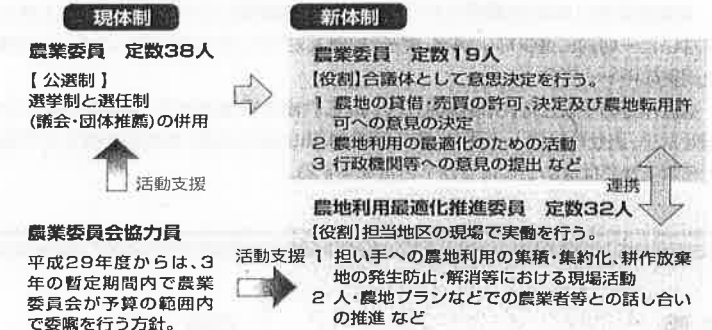 現体制
農業委員 定数38人
【公選制】
選挙制と選任制
(議会・団体推薦)の併用
活動支援
農業委員会協力員
平成29年度からは、3
年の暫定期間内で農業
委員会が予算の範囲内
で委嘱を行う方針。
活動支援
新体制
農業委員 定数19人
【役割】合議体として意思決定を行う。
1 農地の貸借・売買の許可、決定及び農地転用許
可への意見の決定
2 農地利用の最適化のための活動
3 行政機関等への意見の提出 など
連携
農地利用最適化推進委員 定数32人
【役割】担当地区の現場で実働を行う。
1 担い手への農地利用の集積・集約化、耕作放棄
地の発生防止・解消等における現場活動
2 人・農地プランなどでの農業者等との話し合い
の推進 など